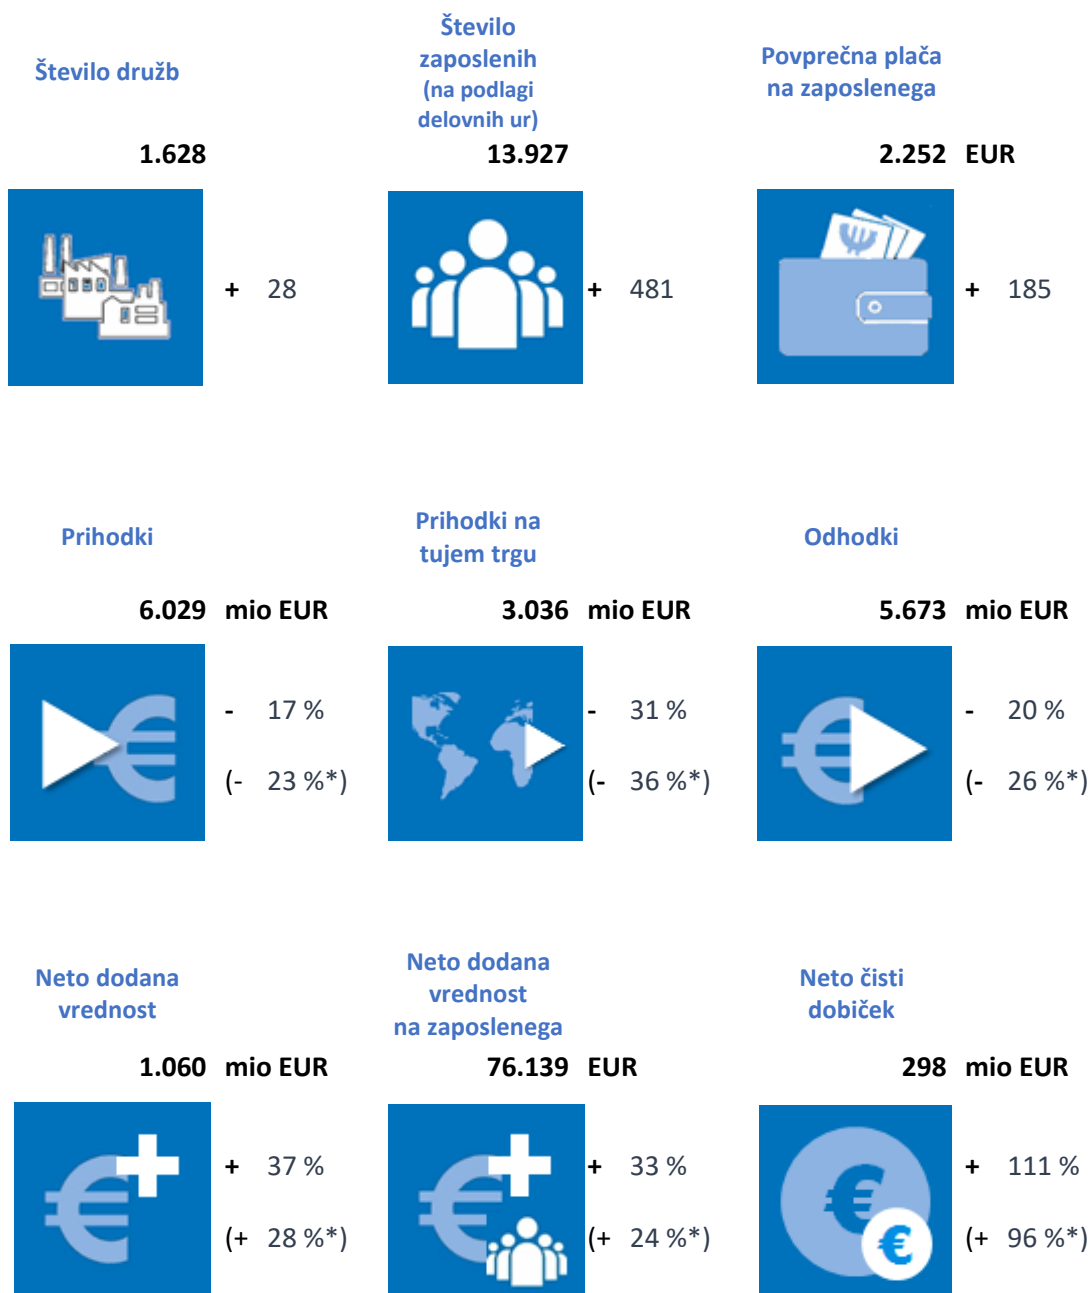 Število družb
1.628
+ 28
Število
zaposlenih
(na podlagi
delovnih ur)
13.927
+ 481
Povprečna plača
na zaposlenega
2.252 EUR
+ 185
Prihodki
6.029 mio EUR
- 17 %
(- 23 %*)
Prihodki na
tujem trgu
3.036 mio EUR
- 31 %
(- 36 %*)
Odhodki
5.673 mio EUR
- 20 %
(- 26 %*)
Neto dodana
vrednost
1.060 mio EUR
+ 37 %
(+ 28 %*)
Neto dodana
vrednost
na zaposlenega
76.139 EUR
+ 33 %
(+ 24 %*)
Neto čisti
dobiček
298 mio EUR
+ 111 %
(+ 96 %*)